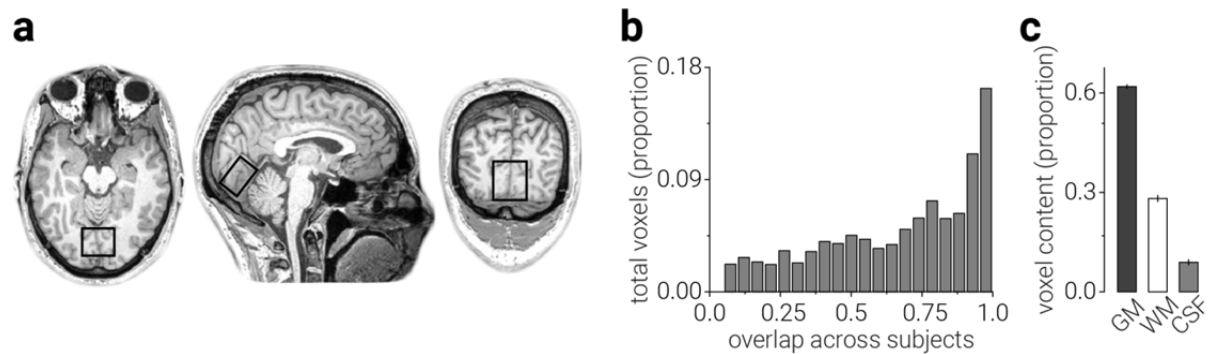 a
b
total voxels (proportion)
0.18
0.09
0.00
0.0 0.25 0.5 0.75 1.0
overlap across subjects
c
voxel content (proportion)
0.6
0.3
0.0
GM WM CSF